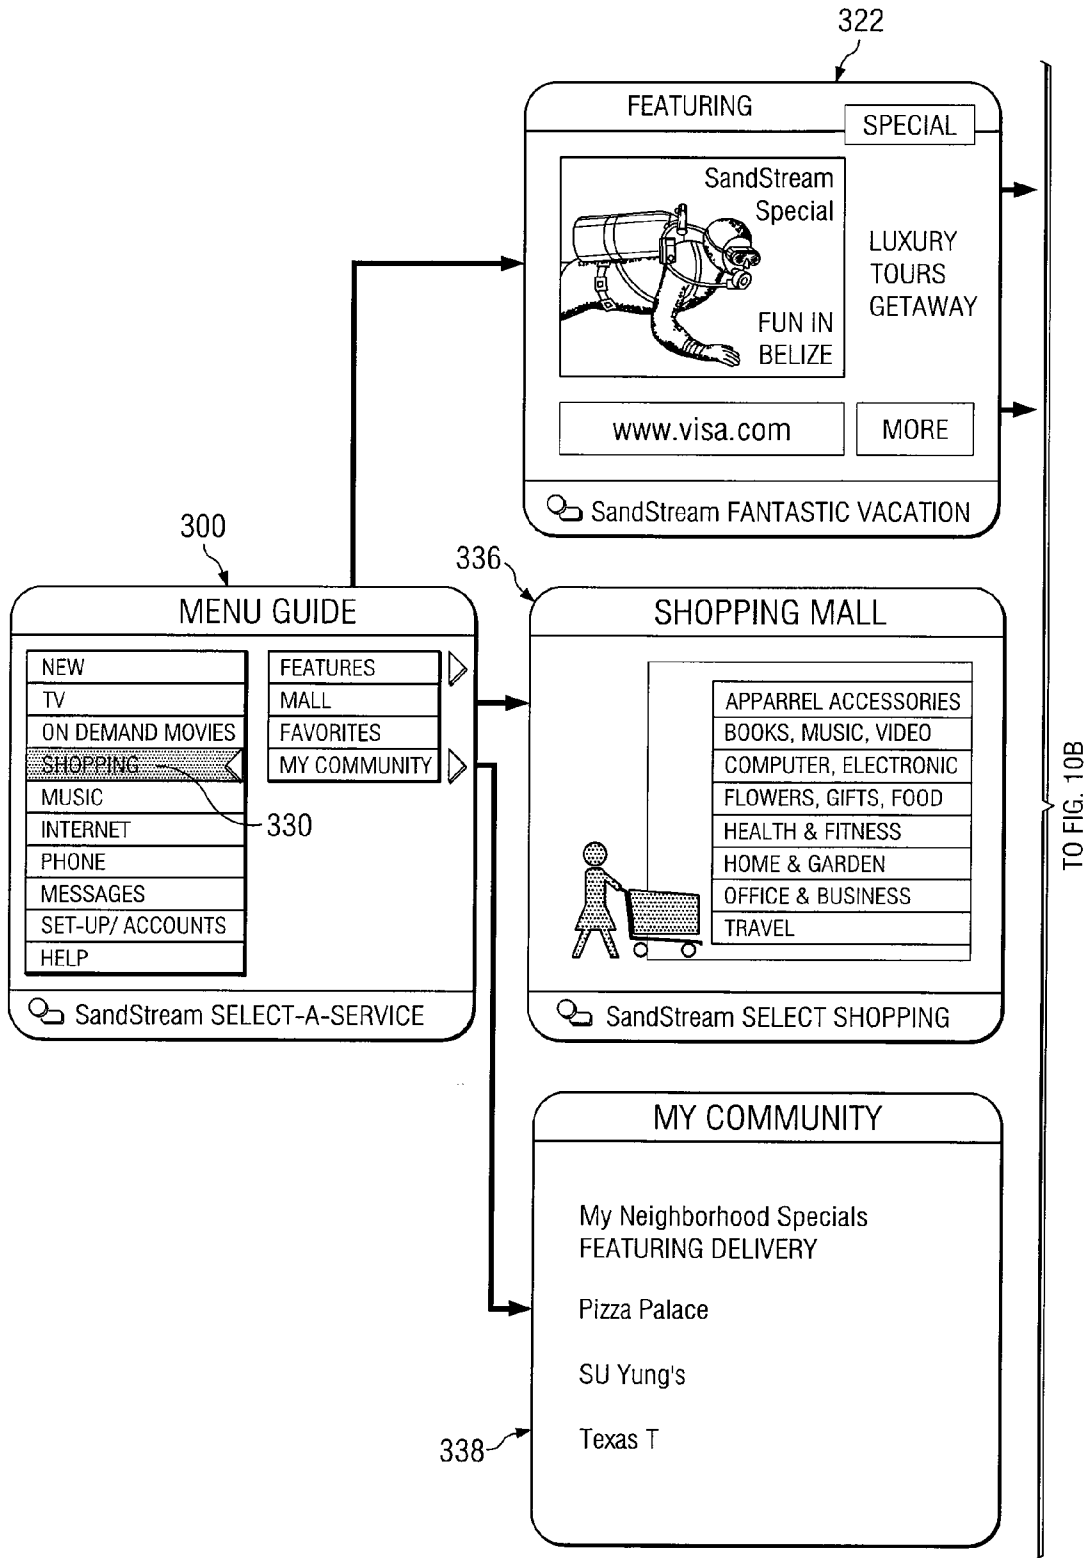 322
FEATURING
SPECIAL
SandStream
Special
FUN IN
BELIZE
LUXURY
TOURS
GETAWAY
www.visa.com
MORE
SandStream FANTASTIC VACATION
300
MENU GUIDE
NEW
TV
ON DEMAND MOVIES
SHOPPING
MUSIC
INTERNET
PHONE
MESSAGES
SET-UP/ ACCOUNTS
HELP
FEATURES
MALL
FAVORITES
MY COMMUNITY
330
SandStream SELECT-A-SERVICE
336
SHOPPING MALL
APPARREL ACCESSORIES
BOOKS, MUSIC, VIDEO
COMPUTER, ELECTRONIC
FLOWERS, GIFTS, FOOD
HEALTH & FITNESS
HOME & GARDEN
OFFICE & BUSINESS
TRAVEL
SandStream SELECT SHOPPING
MY COMMUNITY
My Neighborhood Specials
FEATURING DELIVERY
Pizza Palace
SU Yung's
Texas T
338
TO FIG. 10B